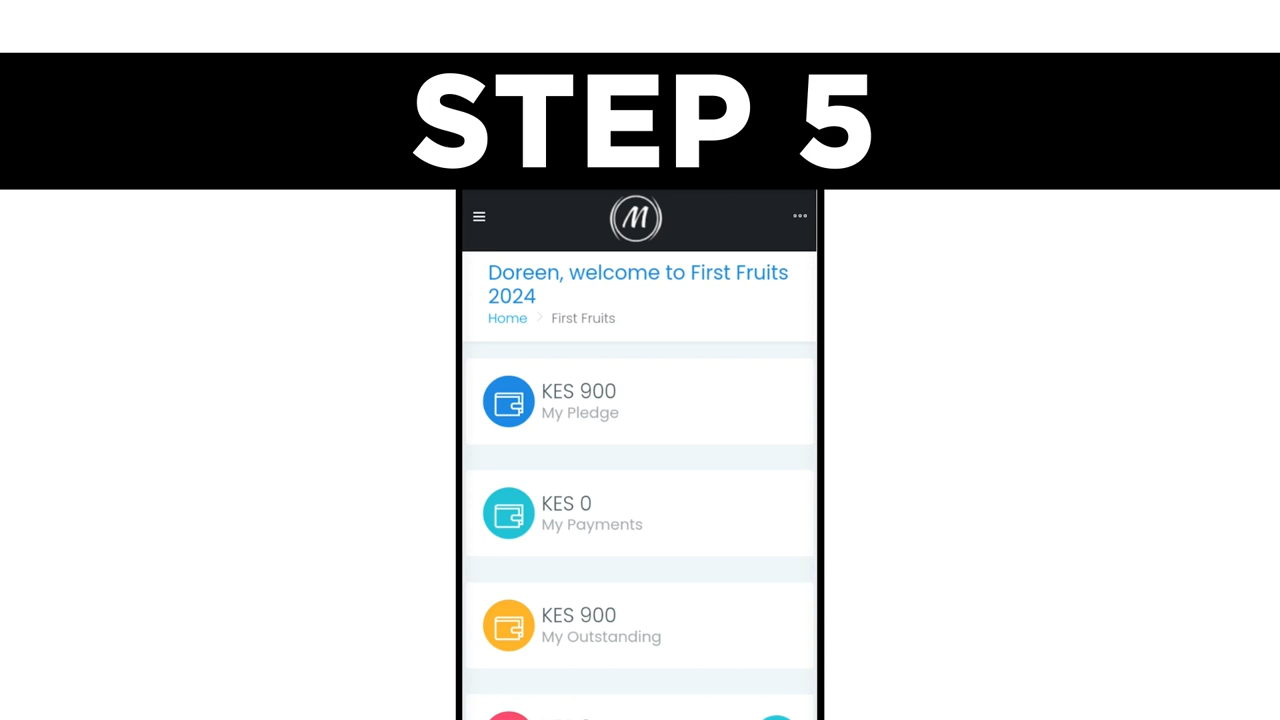 STEP 5
M
Doreen, welcome to First Fruits
2024
Home > First Fruits
KES 900
My Pledge
KES 0
My Payments
KES 900
My Outstanding